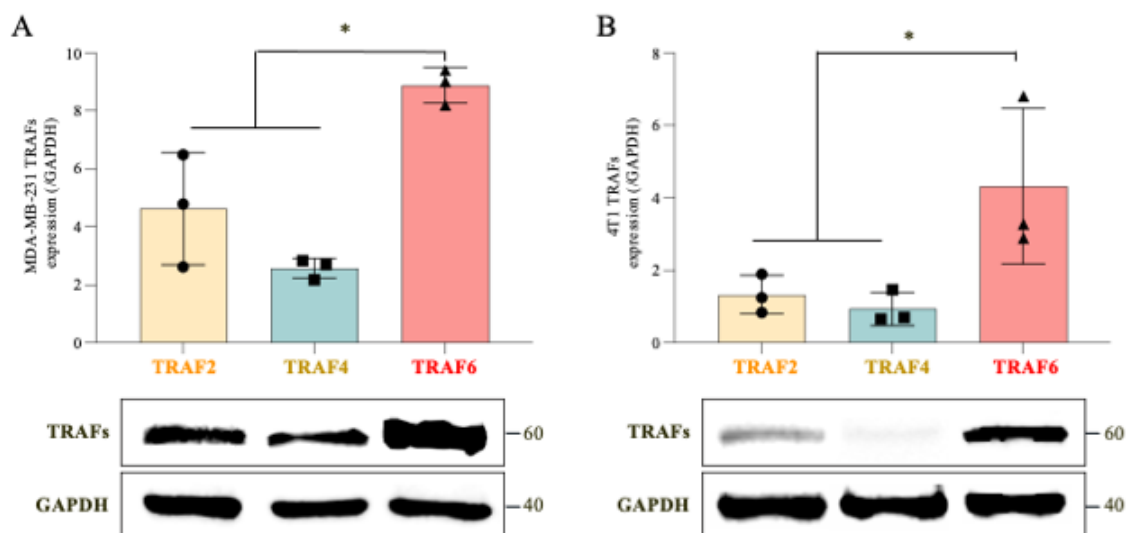 A
*
MDA-MB-231 TRAFs
expression (/GAPDH)
10
8
6
4
2
0
TRAF2 TRAF4 TRAF6
TRAFs
60
GAPDH
40
B
*
4T1 TRAFs
expression (/GAPDH)
8
6
4
2
0
TRAF2 TRAF4 TRAF6
TRAFs
60
GAPDH
40